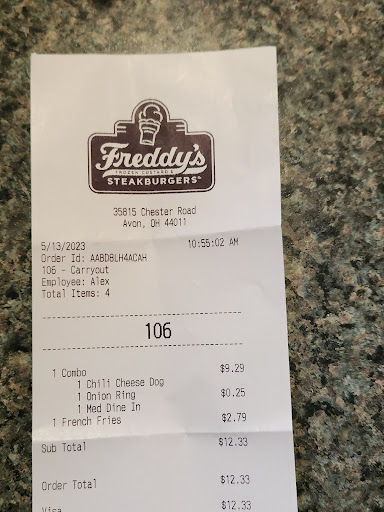 Freddy's
FROZEN CUSTARD &
STEAKBURGERS
35815 Chester Road
Avon, OH 44011
5/13/2023 10:55:02 AM
Order Id: AABDBLH4ACAH
106 - Carryout
Employee: Alex
Total Items: 4
106
1 Combo $9.29
1 Chili Cheese Dog
1 Onion Ring $0.25
1 Med Dine In
1 French Fries $2.79
Sub Total $12.33
Order Total $12.33
Visa $12.33